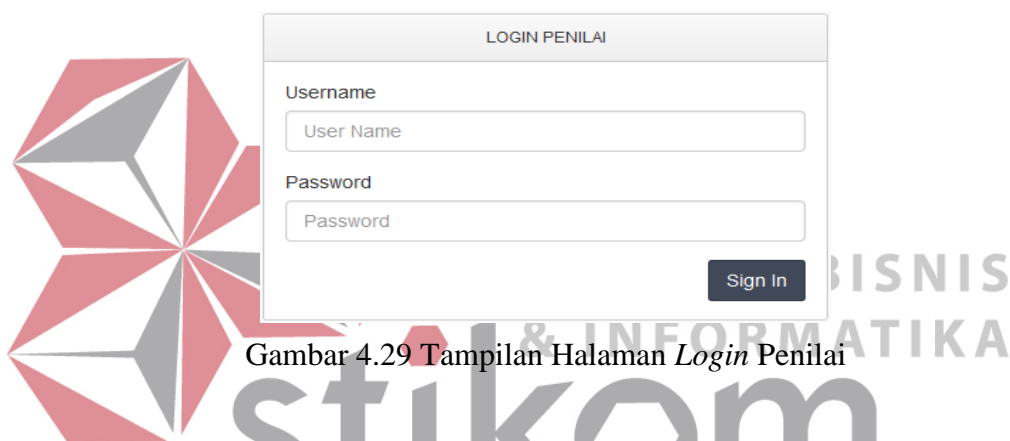 LOGIN PENILAI
Username
User Name
Password
Password
Sign In
BISNIS
& INFORMATIKA
Gambar 4.29 Tampilan Halaman Login Penilai
stikom